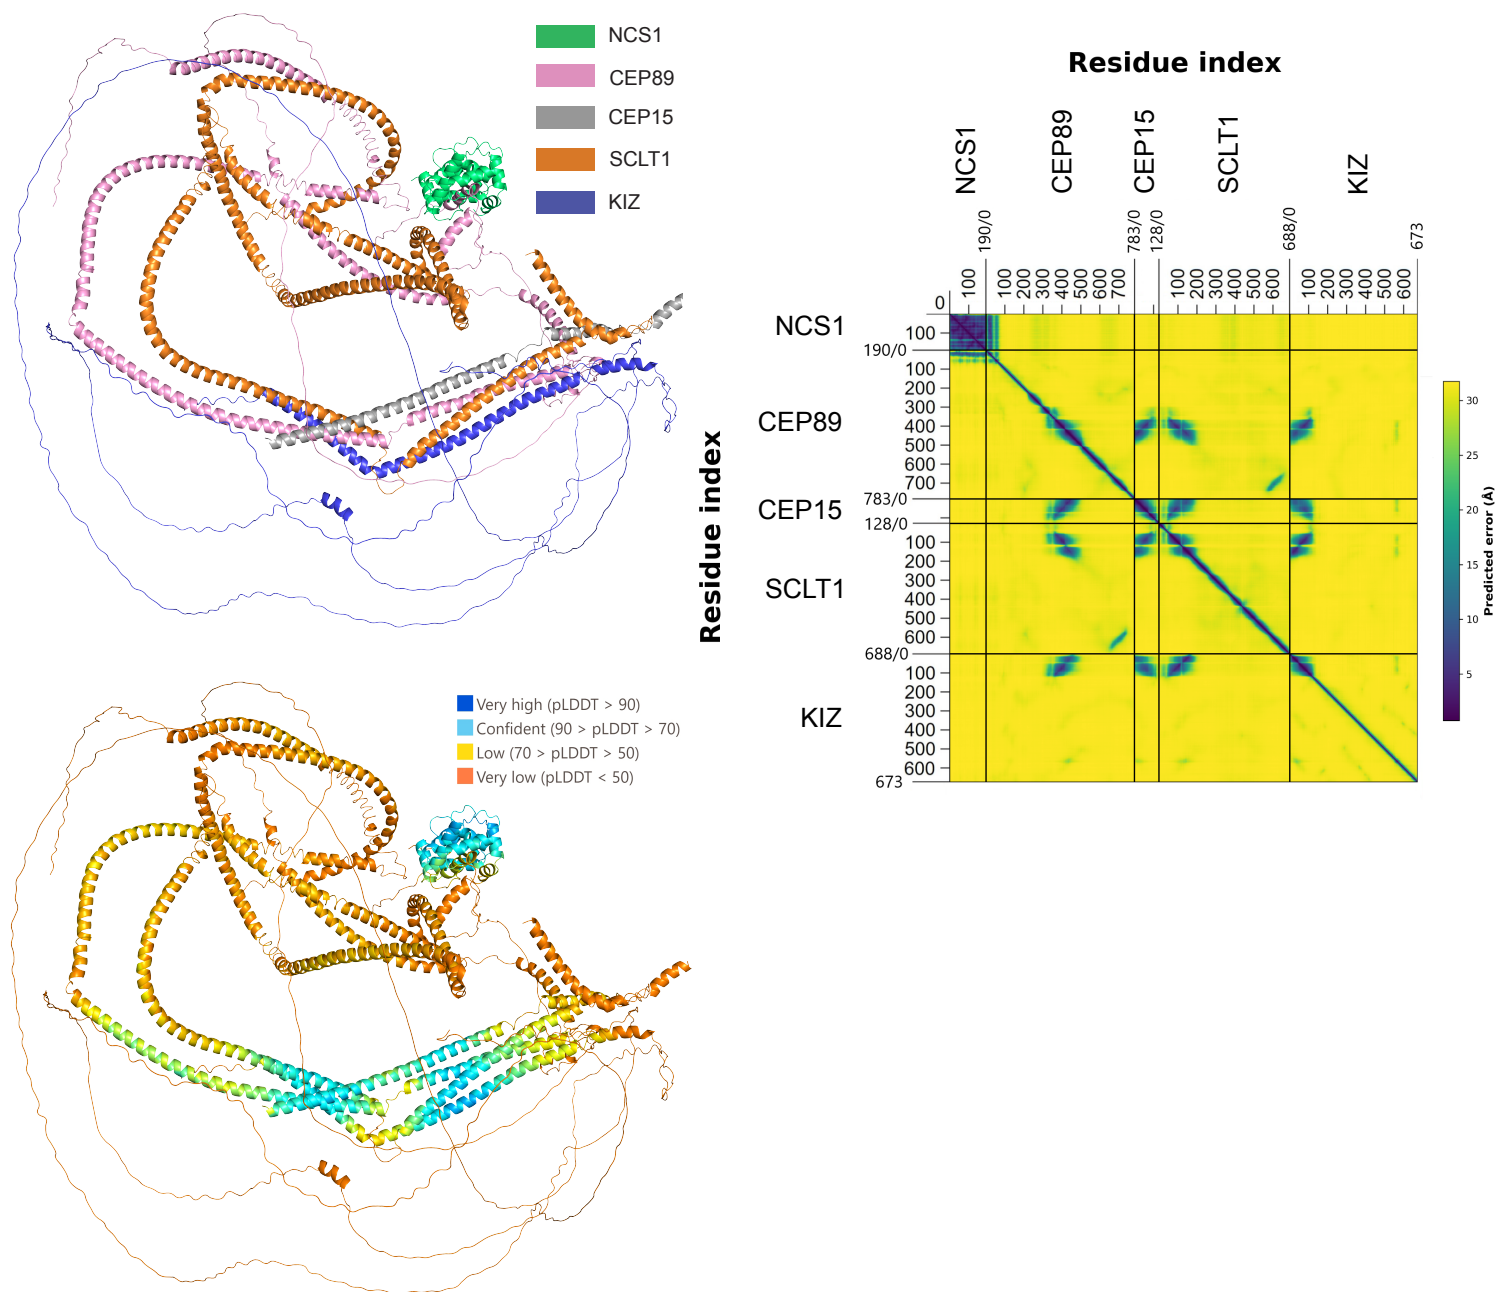 NCS1
CEP89
CEP15
SCLT1
KIZ
Residue index
NCS1
CEP89
CEP15
SCLT1
KIZ
190/0
783/0
128/0
688/0
673
0
100
100 200 300 400 500 600 700
100 200 300 400 500 600
100 200 300 400 500 600
Residue index
NCS1
100
190/0
100
200
CEP89
300
400
500
600
700
783/0
CEP15
128/0
100
200
SCLT1
300
400
500
600
688/0
100
200
KIZ
300
400
500
600
673
30
25
20
15
10
5
Predicted error (Å)
Very high (pLDDT > 90)
Confident (90 > pLDDT > 70)
Low (70 > pLDDT > 50)
Very low (pLDDT < 50)